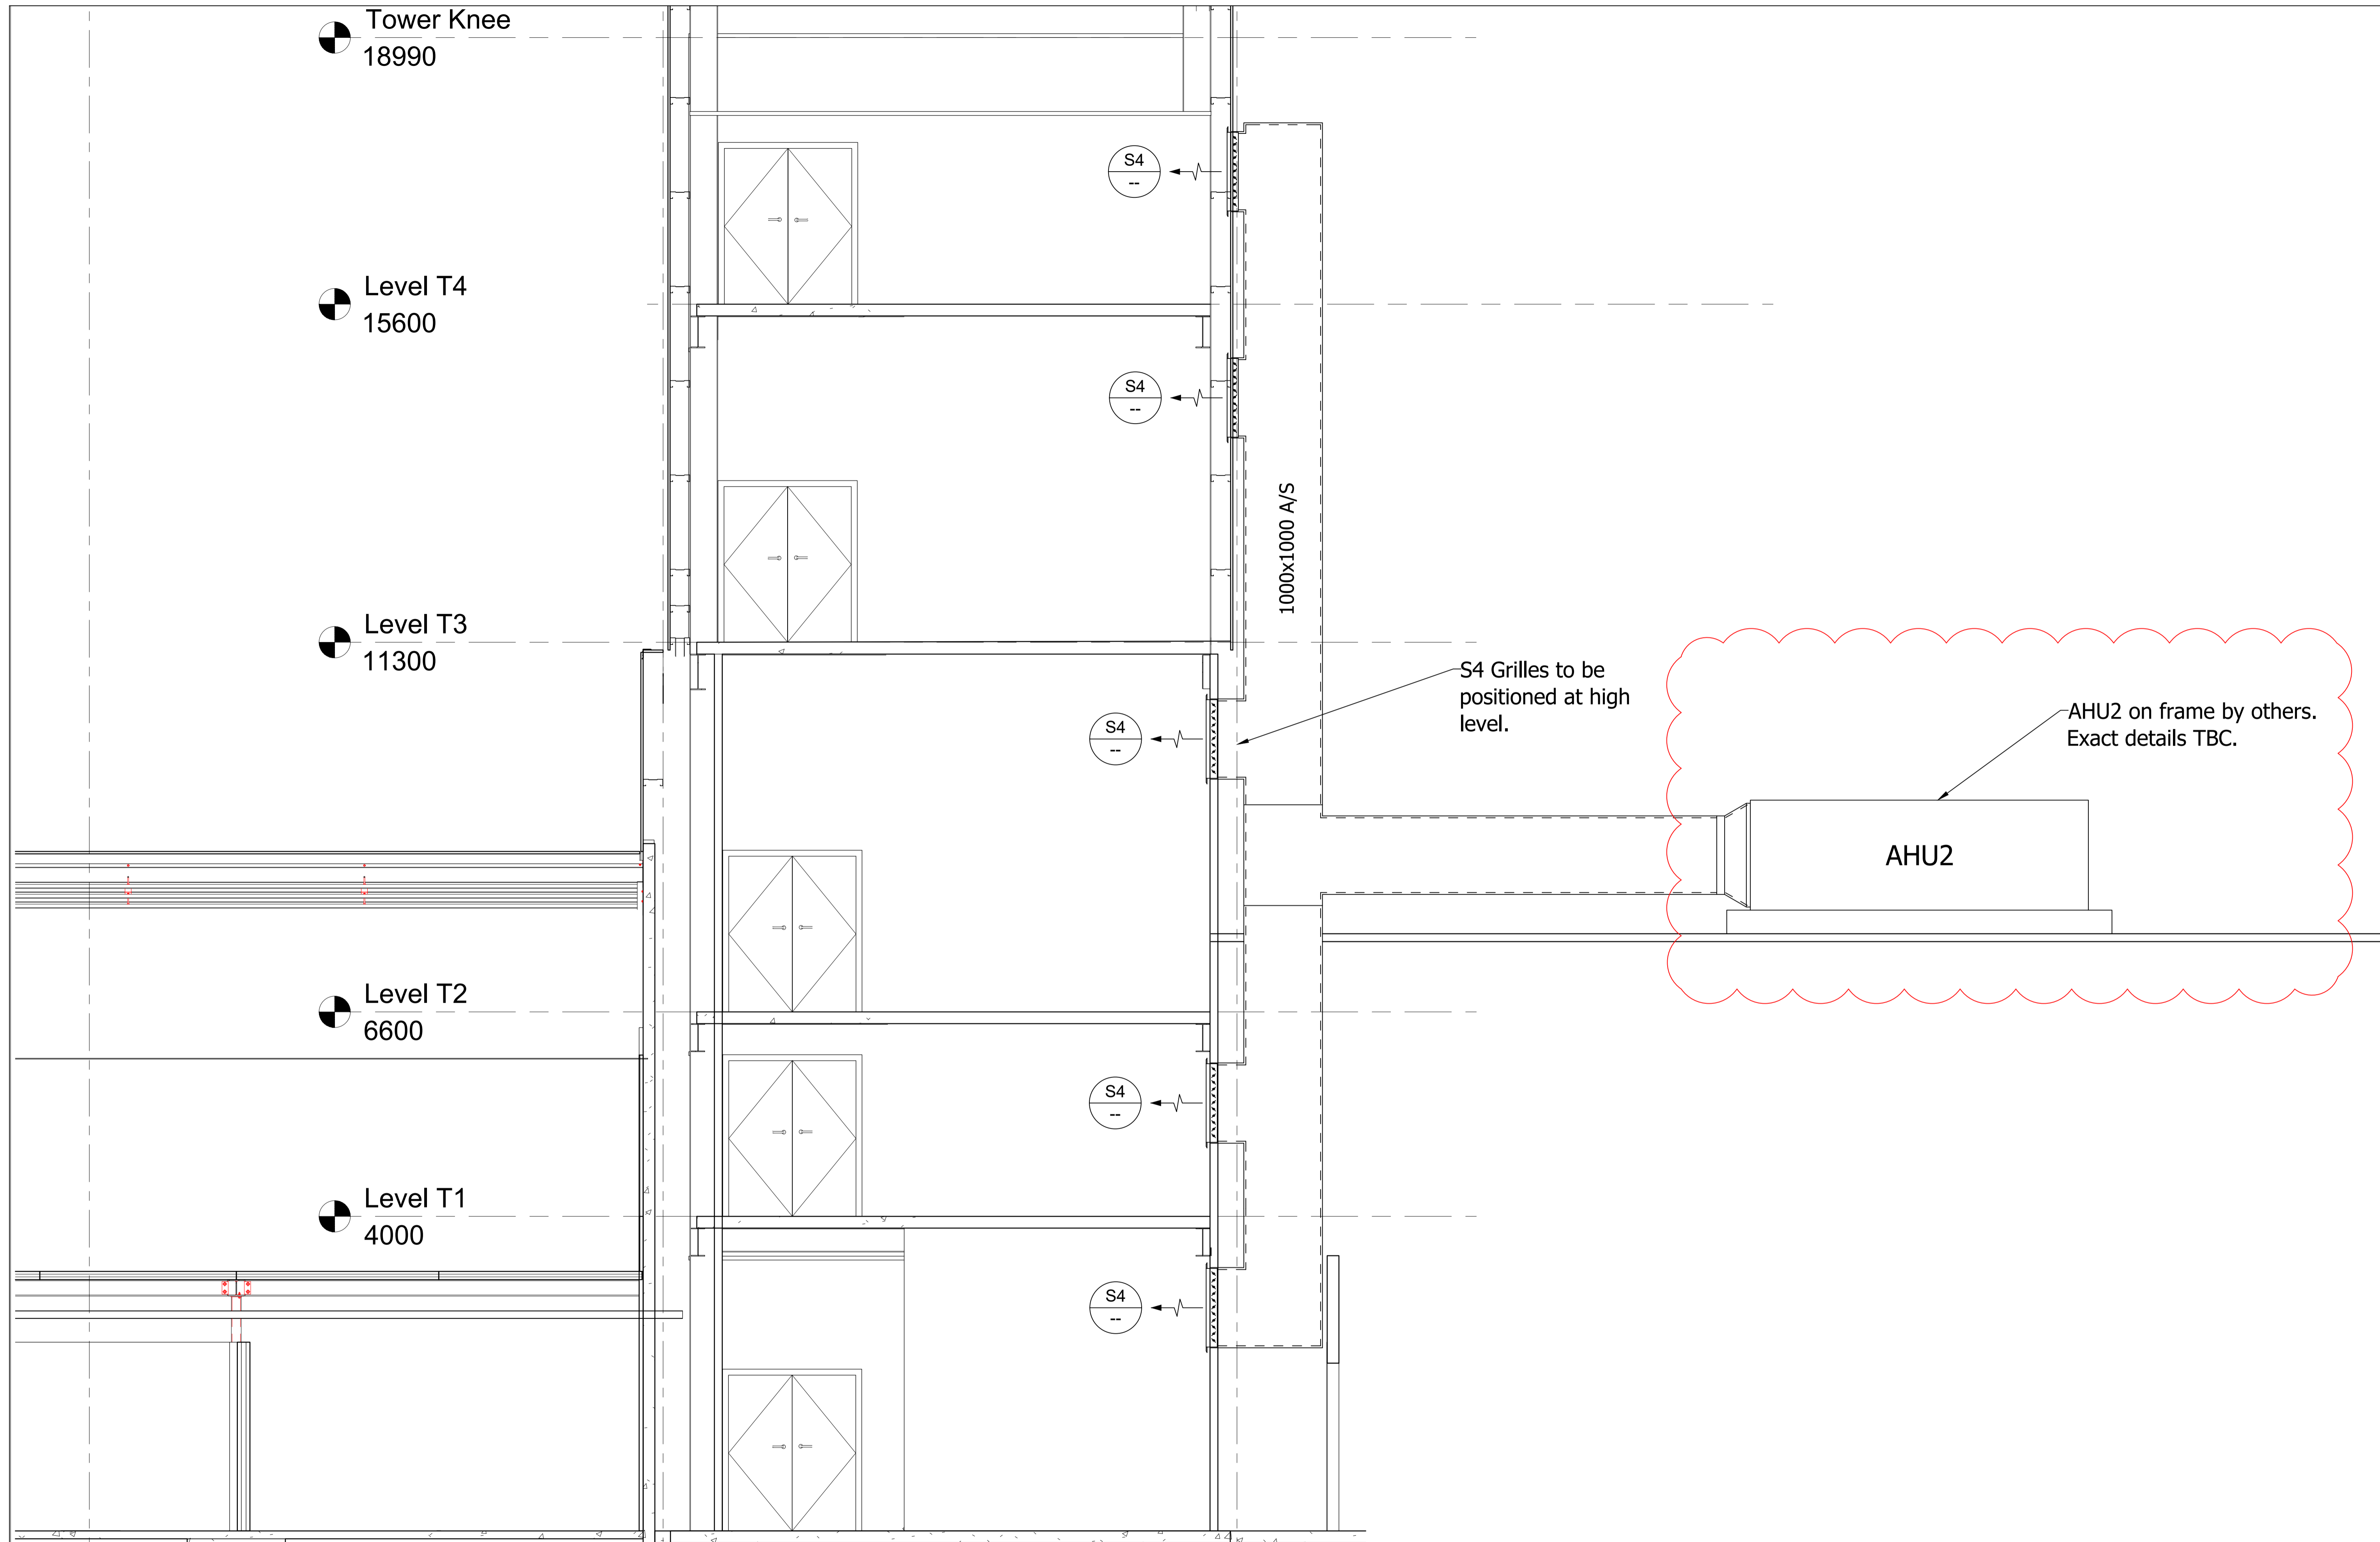 Tower Knee
18990
S4
--
Level T4
15600
S4
--
1000x1000 A/S
Level T3
11300
S4 Grilles to be
positioned at high
level.
AHU2 on frame by others.
Exact details TBC.
S4
--
AHU2
Level T2
6600
S4
--
Level T1
4000
S4
--